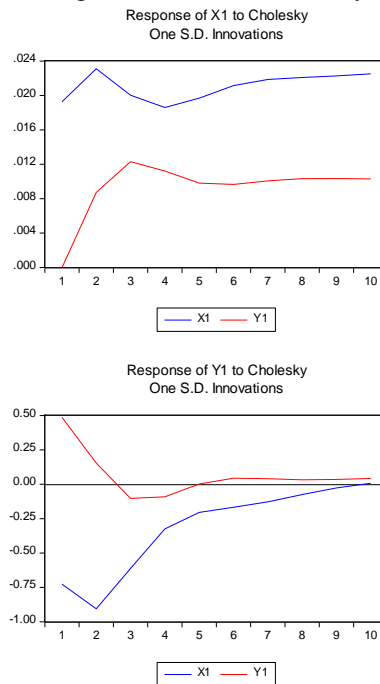 Response of X1 to Cholesky
One S.D. Innovations
.024
.020
.016
.012
.008
.004
.000
1 2 3 4 5 6 7 8 9 10
X1 Y1
Response of Y1 to Cholesky
One S.D. Innovations
0.50
0.25
0.00
-0.25
-0.50
-0.75
-1.00
1 2 3 4 5 6 7 8 9 10
X1 Y1